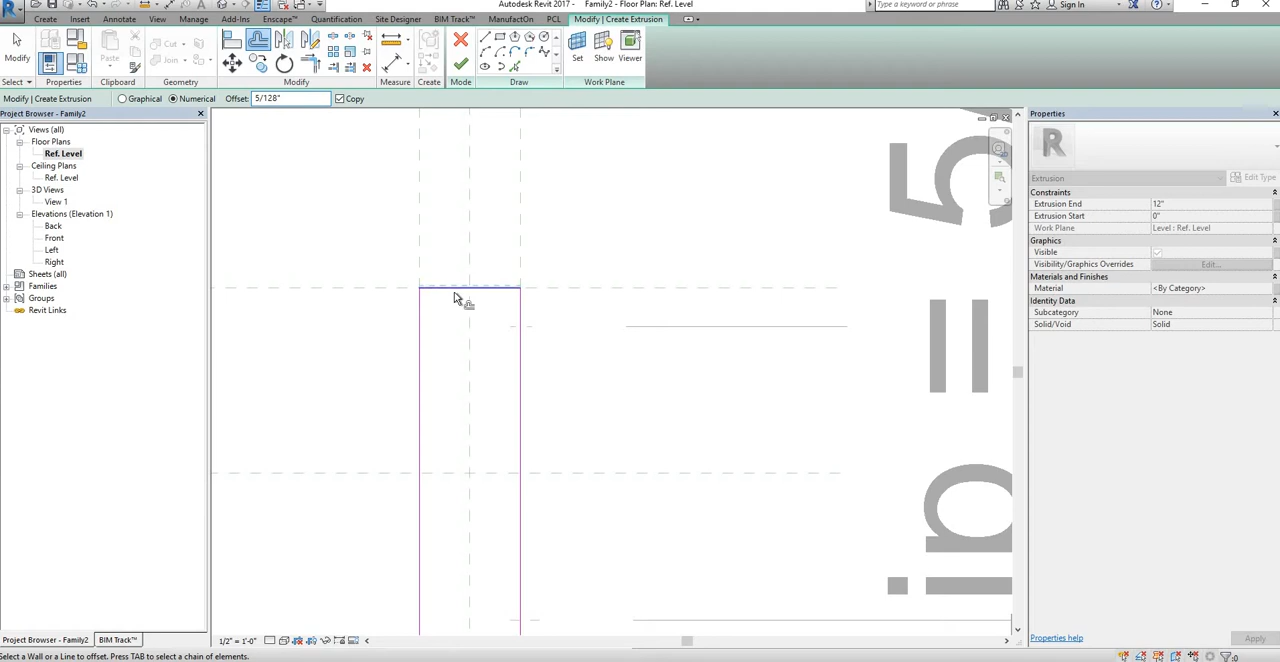 Autodesk Revit 2017 - Family2 - Floor Plan: Ref. Level
Type a keyword or phrase
Sign In
Create Insert Annotate View Manage Add-Ins Enscape™ Quantification Site Designer BIM Track™ ManufactOn PCL Modify | Create Extrusion
Modify
Paste
Cut
Join
Set Show Viewer
Select Properties Clipboard Geometry Modify Measure Create Mode Draw Work Plane
Modify | Create Extrusion Graphical Numerical Offset: 5/128" Copy
Project Browser - Family2
Properties
Views (all)
Floor Plans
Ref. Level
Ceiling Plans
Ref. Level
3D Views
View 1
Elevations (Elevation 1)
Back
Front
Left
Right
Sheets (all)
Families
Groups
Revit Links
in = 5
Extrusion Edit Type
Constraints
Extrusion End 12"
Extrusion Start 0"
Work Plane Level : Ref. Level
Graphics
Visible
Visibility/Graphics Overrides Edit...
Materials and Finishes
Material <By Category>
Identity Data
Subcategory None
Solid/Void Solid
Properties help Apply
Project Browser - Family2 BIM Track™
1/2" = 1'-0"
Select a Wall or a Line to offset. Press TAB to select a chain of elements.
:0